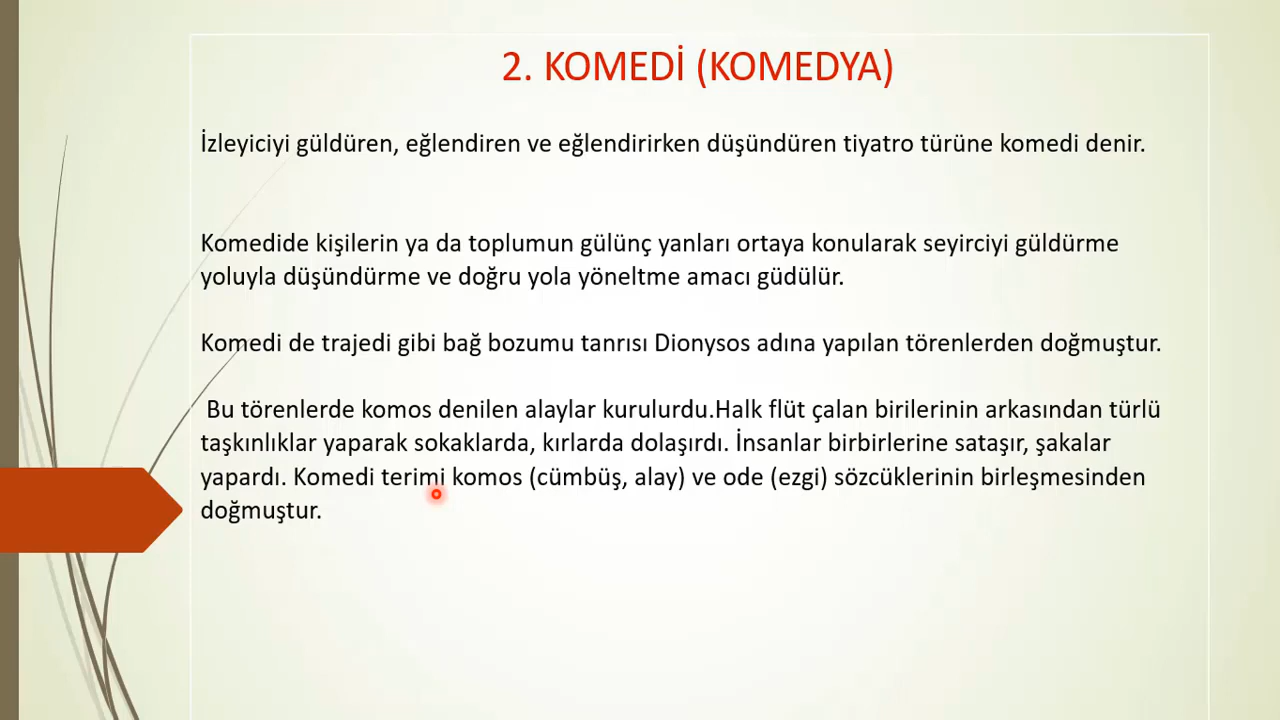 2. KOMEDİ (KOMEDYA)
İzleyiciyi güldüren, eğlendiren ve eğlendirirken düşündüren tiyatro türüne komedi denir.
Komedide kişilerin ya da toplumun gülünç yanları ortaya konularak seyirciyi güldürme
yoluyla düşündürme ve doğru yola yöneltme amacı güdülür.
Komedi de trajedi gibi bağ bozumu tanrısı Dionysos adına yapılan törenlerden doğmuştur.
Bu törenlerde komos denilen alaylar kurulurdu.Halk flüt çalan birilerinin arkasından türlü
taşkınlıklar yaparak sokaklarda, kırlarda dolaşırdı. İnsanlar birbirlerine sataşır, şakalar
yapardı. Komedi terimi komos (cümbüş, alay) ve ode (ezgi) sözcüklerinin birleşmesinden
doğmuştur.